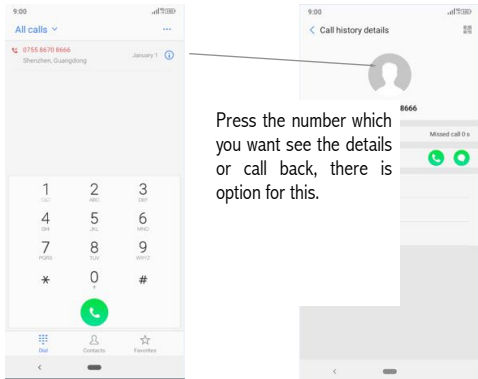 9:00
All calls
0755 8670 8666
Shenzhen, Guangdong
January 1
1
2
ABC
3
DEF
4
GHI
5
JKL
6
MNO
7
PQRS
8
TUV
9
WXYZ
*
0
+
#
Dial
Contacts
Favorites
9:00
Call history details
8666
Missed call 0 s
Press the number which
you want see the details
or call back, there is
option for this.